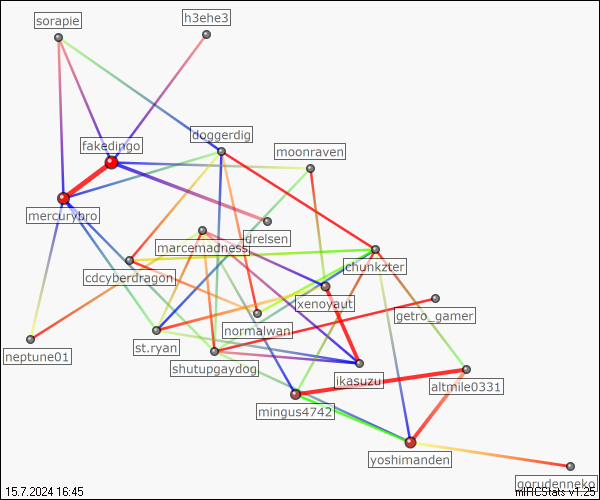 h3ehe3
sorapie
doggerdig
fakedingo
moonraven
mercurybro
drelsen
marcemadness
chunkzter
cdcyberdragon
xenoyaut
getro_gamer
normalwan
st.ryan
neptune01
shutupgaydog
ikasuzu
altmile0331
mingus4742
yoshimanden
gorudenneko
15.7.2024 16:45
mIRCStats v1.25